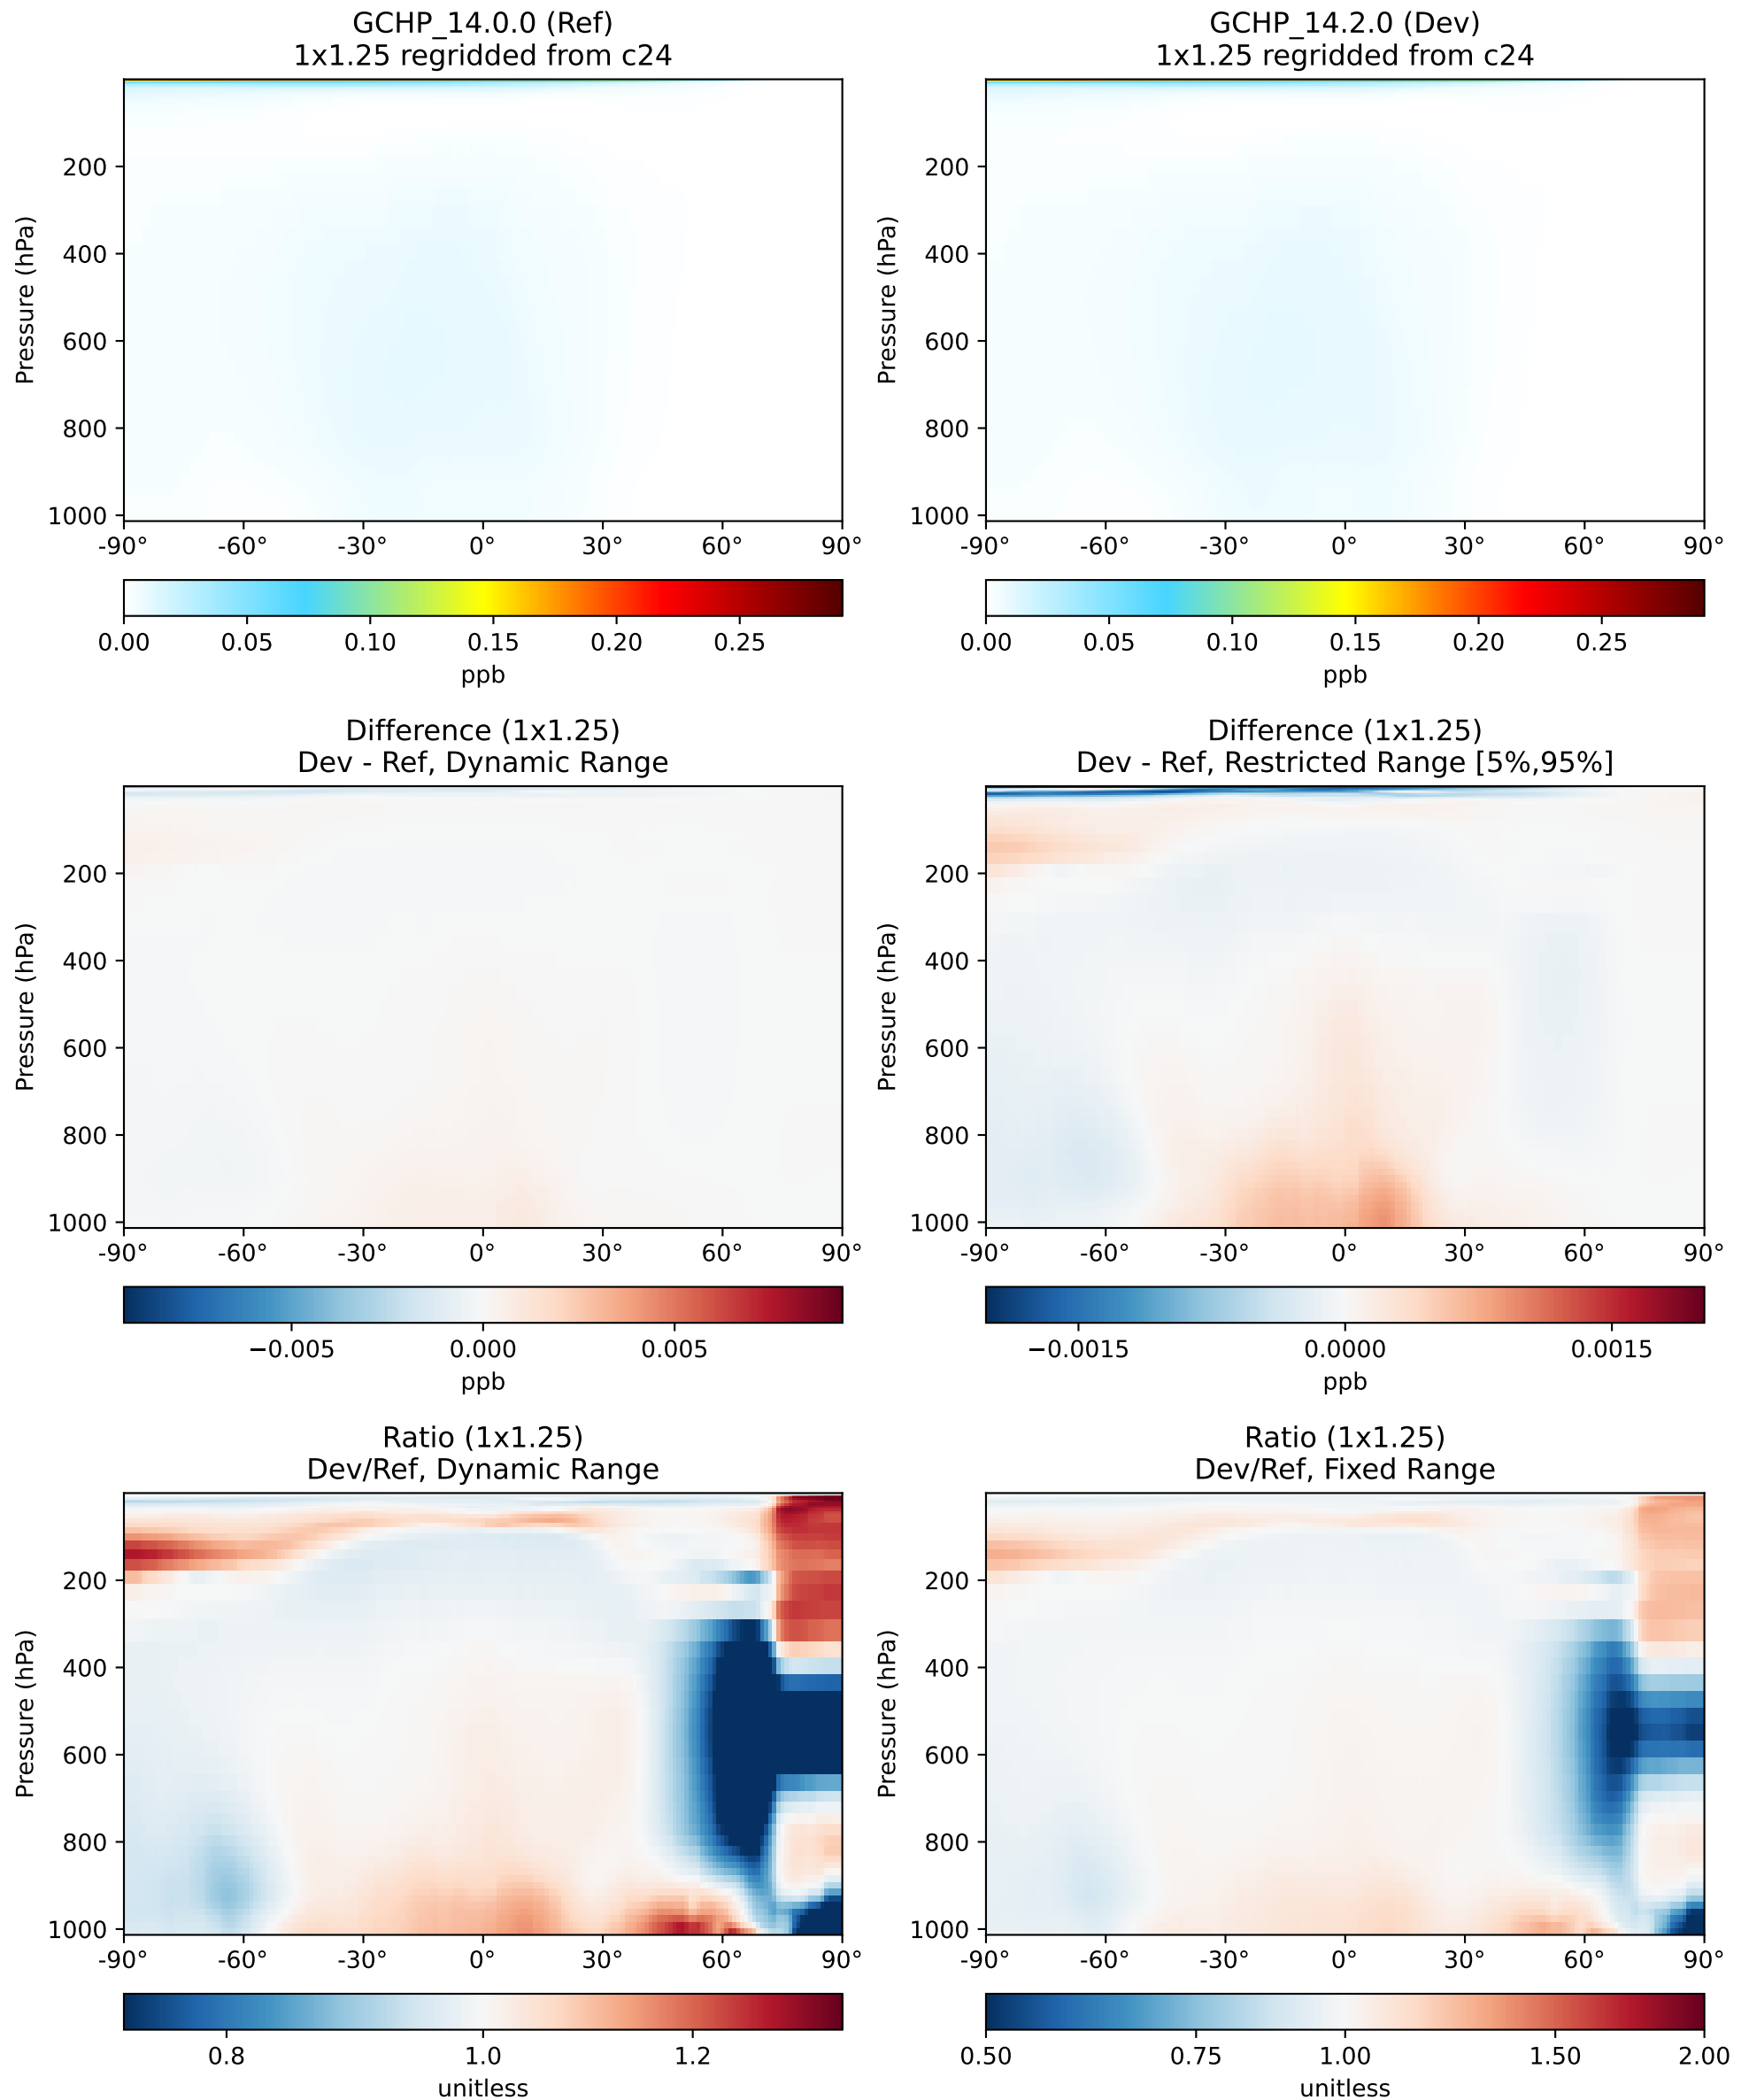 GCHP_14.0.0 (Ref)
1x1.25 regridded from c24
Pressure (hPa)
200
400
600
800
1000
-90° -60° -30° 0° 30° 60° 90°
0.00 0.05 0.10 0.15 0.20 0.25
ppb
GCHP_14.2.0 (Dev)
1x1.25 regridded from c24
Pressure (hPa)
200
400
600
800
1000
-90° -60° -30° 0° 30° 60° 90°
0.00 0.05 0.10 0.15 0.20 0.25
ppb
Difference (1x1.25)
Dev - Ref, Dynamic Range
Pressure (hPa)
200
400
600
800
1000
-90° -60° -30° 0° 30° 60° 90°
−0.005 0.000 0.005
ppb
Difference (1x1.25)
Dev - Ref, Restricted Range [5%,95%]
Pressure (hPa)
200
400
600
800
1000
-90° -60° -30° 0° 30° 60° 90°
−0.0015 0.0000 0.0015
ppb
Ratio (1x1.25)
Dev/Ref, Dynamic Range
Pressure (hPa)
200
400
600
800
1000
-90° -60° -30° 0° 30° 60° 90°
0.8 1.0 1.2
unitless
Ratio (1x1.25)
Dev/Ref, Fixed Range
Pressure (hPa)
200
400
600
800
1000
-90° -60° -30° 0° 30° 60° 90°
0.50 0.75 1.00 1.50 2.00
unitless